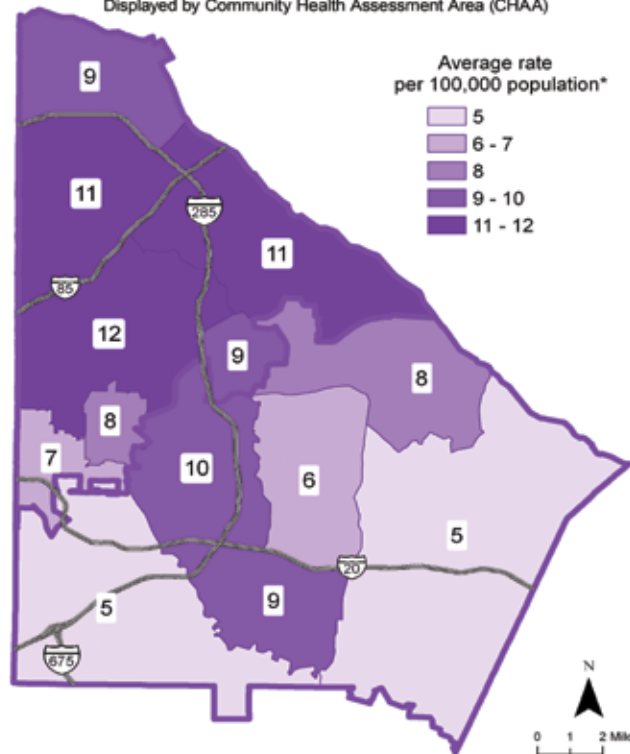 Displayed by Community Health Assessment Area (CHAA)
Average rate
per 100,000 population*
5
6 - 7
8
9 - 10
11 - 12
9
11
285
11
85
12
9
8
8
7
10
6
5
20
5
9
675
N
0 1 2 Mile